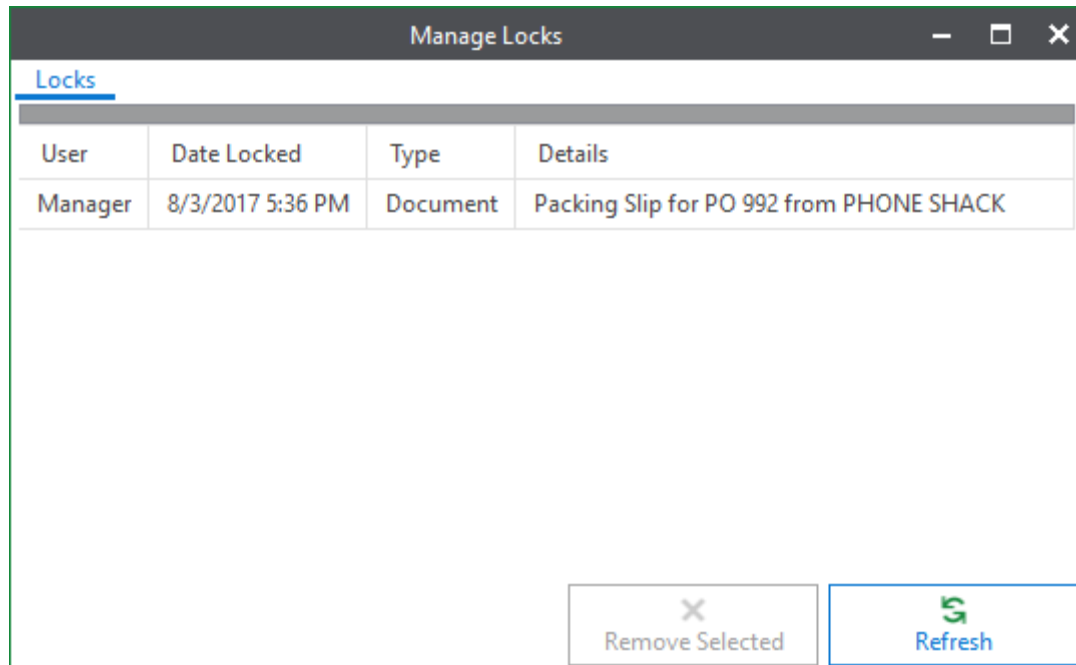 Manage Locks
Locks
User Date Locked Type Details
Manager 8/3/2017 5:36 PM Document Packing Slip for PO 992 from PHONE SHACK
Remove Selected Refresh